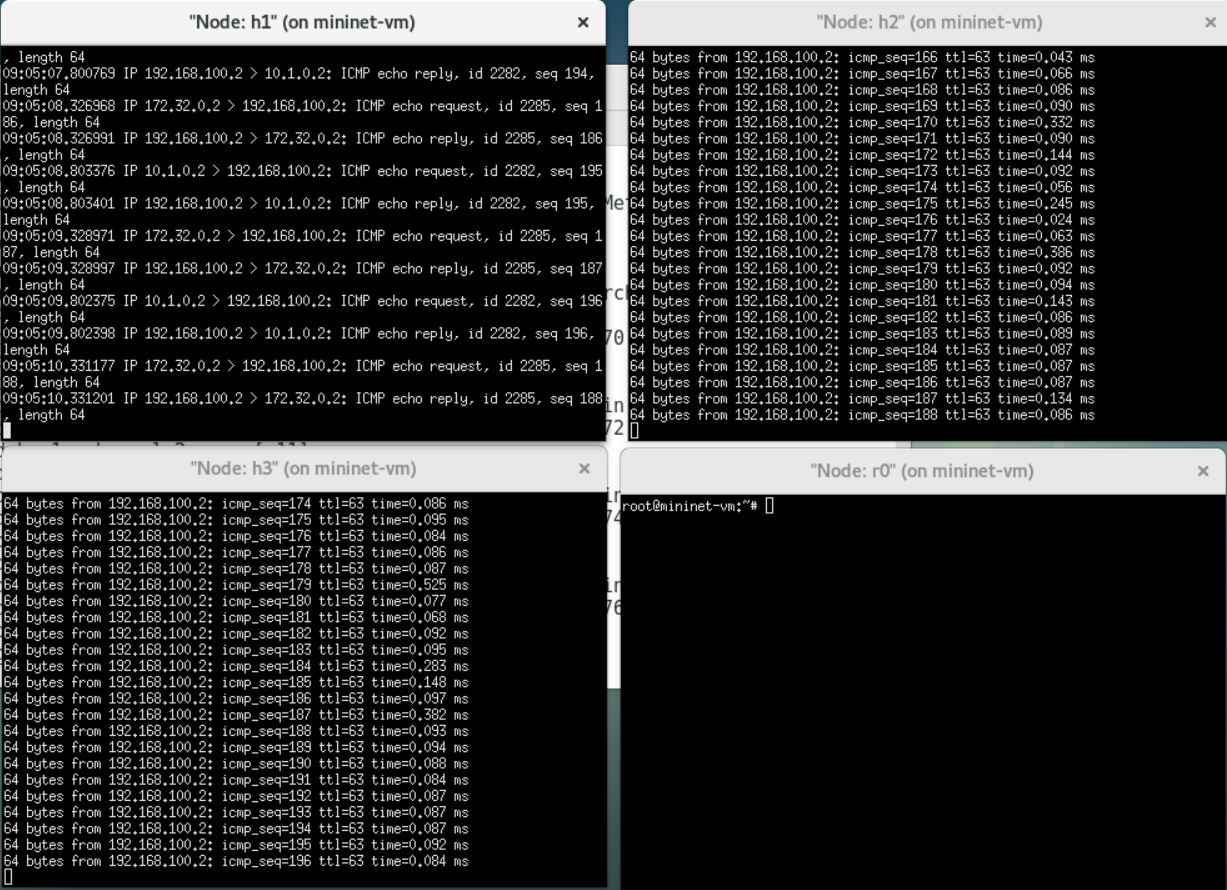 "Node: h1" (on mininet-vm)
, length 64
09:05:07.800769 IP 192.168.100.2 > 10.1.0.2: ICMP echo reply, id 2282, seq 194,
length 64
09:05:08.326968 IP 172.32.0.2 > 192.168.100.2: ICMP echo request, id 2285, seq 1
86, length 64
09:05:08.326991 IP 192.168.100.2 > 172.32.0.2: ICMP echo reply, id 2285, seq 186
, length 64
09:05:08.803376 IP 10.1.0.2 > 192.168.100.2: ICMP echo request, id 2282, seq 195
, length 64
09:05:08.803401 IP 192.168.100.2 > 10.1.0.2: ICMP echo reply, id 2282, seq 195,
length 64
09:05:09.328971 IP 172.32.0.2 > 192.168.100.2: ICMP echo request, id 2285, seq 1
87, length 64
09:05:09.328997 IP 192.168.100.2 > 172.32.0.2: ICMP echo reply, id 2285, seq 187
, length 64
09:05:09.802375 IP 10.1.0.2 > 192.168.100.2: ICMP echo request, id 2282, seq 196
, length 64
09:05:09.802398 IP 192.168.100.2 > 10.1.0.2: ICMP echo reply, id 2282, seq 196,
length 64
09:05:10.331177 IP 172.32.0.2 > 192.168.100.2: ICMP echo request, id 2285, seq 1
88, length 64
09:05:10.331201 IP 192.168.100.2 > 172.32.0.2: ICMP echo reply, id 2285, seq 188
, length 64
"Node: h2" (on mininet-vm)
64 bytes from 192.168.100.2: icmp_seq=166 ttl=63 time=0.043 ms
64 bytes from 192.168.100.2: icmp_seq=167 ttl=63 time=0.066 ms
64 bytes from 192.168.100.2: icmp_seq=168 ttl=63 time=0.086 ms
64 bytes from 192.168.100.2: icmp_seq=169 ttl=63 time=0.090 ms
64 bytes from 192.168.100.2: icmp_seq=170 ttl=63 time=0.332 ms
64 bytes from 192.168.100.2: icmp_seq=171 ttl=63 time=0.090 ms
64 bytes from 192.168.100.2: icmp_seq=172 ttl=63 time=0.144 ms
64 bytes from 192.168.100.2: icmp_seq=173 ttl=63 time=0.092 ms
64 bytes from 192.168.100.2: icmp_seq=174 ttl=63 time=0.056 ms
64 bytes from 192.168.100.2: icmp_seq=175 ttl=63 time=0.245 ms
64 bytes from 192.168.100.2: icmp_seq=176 ttl=63 time=0.024 ms
64 bytes from 192.168.100.2: icmp_seq=177 ttl=63 time=0.063 ms
64 bytes from 192.168.100.2: icmp_seq=178 ttl=63 time=0.386 ms
64 bytes from 192.168.100.2: icmp_seq=179 ttl=63 time=0.092 ms
64 bytes from 192.168.100.2: icmp_seq=180 ttl=63 time=0.094 ms
64 bytes from 192.168.100.2: icmp_seq=181 ttl=63 time=0.143 ms
64 bytes from 192.168.100.2: icmp_seq=182 ttl=63 time=0.086 ms
64 bytes from 192.168.100.2: icmp_seq=183 ttl=63 time=0.089 ms
64 bytes from 192.168.100.2: icmp_seq=184 ttl=63 time=0.087 ms
64 bytes from 192.168.100.2: icmp_seq=185 ttl=63 time=0.087 ms
64 bytes from 192.168.100.2: icmp_seq=186 ttl=63 time=0.087 ms
64 bytes from 192.168.100.2: icmp_seq=187 ttl=63 time=0.134 ms
64 bytes from 192.168.100.2: icmp_seq=188 ttl=63 time=0.086 ms
"Node: h3" (on mininet-vm)
64 bytes from 192.168.100.2: icmp_seq=174 ttl=63 time=0.086 ms
64 bytes from 192.168.100.2: icmp_seq=175 ttl=63 time=0.095 ms
64 bytes from 192.168.100.2: icmp_seq=176 ttl=63 time=0.084 ms
64 bytes from 192.168.100.2: icmp_seq=177 ttl=63 time=0.086 ms
64 bytes from 192.168.100.2: icmp_seq=178 ttl=63 time=0.087 ms
64 bytes from 192.168.100.2: icmp_seq=179 ttl=63 time=0.525 ms
64 bytes from 192.168.100.2: icmp_seq=180 ttl=63 time=0.077 ms
64 bytes from 192.168.100.2: icmp_seq=181 ttl=63 time=0.068 ms
64 bytes from 192.168.100.2: icmp_seq=182 ttl=63 time=0.092 ms
64 bytes from 192.168.100.2: icmp_seq=183 ttl=63 time=0.095 ms
64 bytes from 192.168.100.2: icmp_seq=184 ttl=63 time=0.283 ms
64 bytes from 192.168.100.2: icmp_seq=185 ttl=63 time=0.148 ms
64 bytes from 192.168.100.2: icmp_seq=186 ttl=63 time=0.097 ms
64 bytes from 192.168.100.2: icmp_seq=187 ttl=63 time=0.382 ms
64 bytes from 192.168.100.2: icmp_seq=188 ttl=63 time=0.093 ms
64 bytes from 192.168.100.2: icmp_seq=189 ttl=63 time=0.094 ms
64 bytes from 192.168.100.2: icmp_seq=190 ttl=63 time=0.088 ms
64 bytes from 192.168.100.2: icmp_seq=191 ttl=63 time=0.084 ms
64 bytes from 192.168.100.2: icmp_seq=192 ttl=63 time=0.087 ms
64 bytes from 192.168.100.2: icmp_seq=193 ttl=63 time=0.087 ms
64 bytes from 192.168.100.2: icmp_seq=194 ttl=63 time=0.087 ms
64 bytes from 192.168.100.2: icmp_seq=195 ttl=63 time=0.092 ms
64 bytes from 192.168.100.2: icmp_seq=196 ttl=63 time=0.084 ms
"Node: r0" (on mininet-vm)
root@mininet-vm:~#